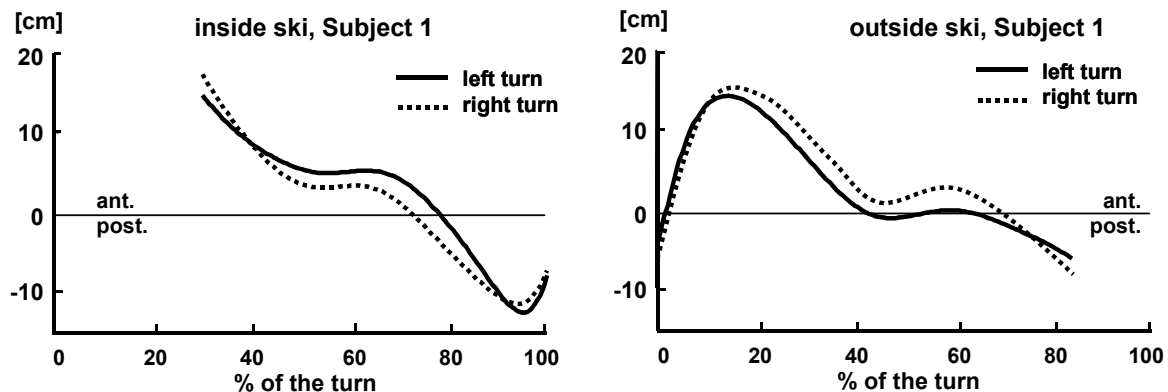 [cm]
inside ski, Subject 1
20
left turn
right turn
10
ant.
0
post.
-10
0 20 40 60 80 100
% of the turn
[cm]
outside ski, Subject 1
20
left turn
right turn
10
ant.
0
post.
-10
0 20 40 60 80 100
% of the turn